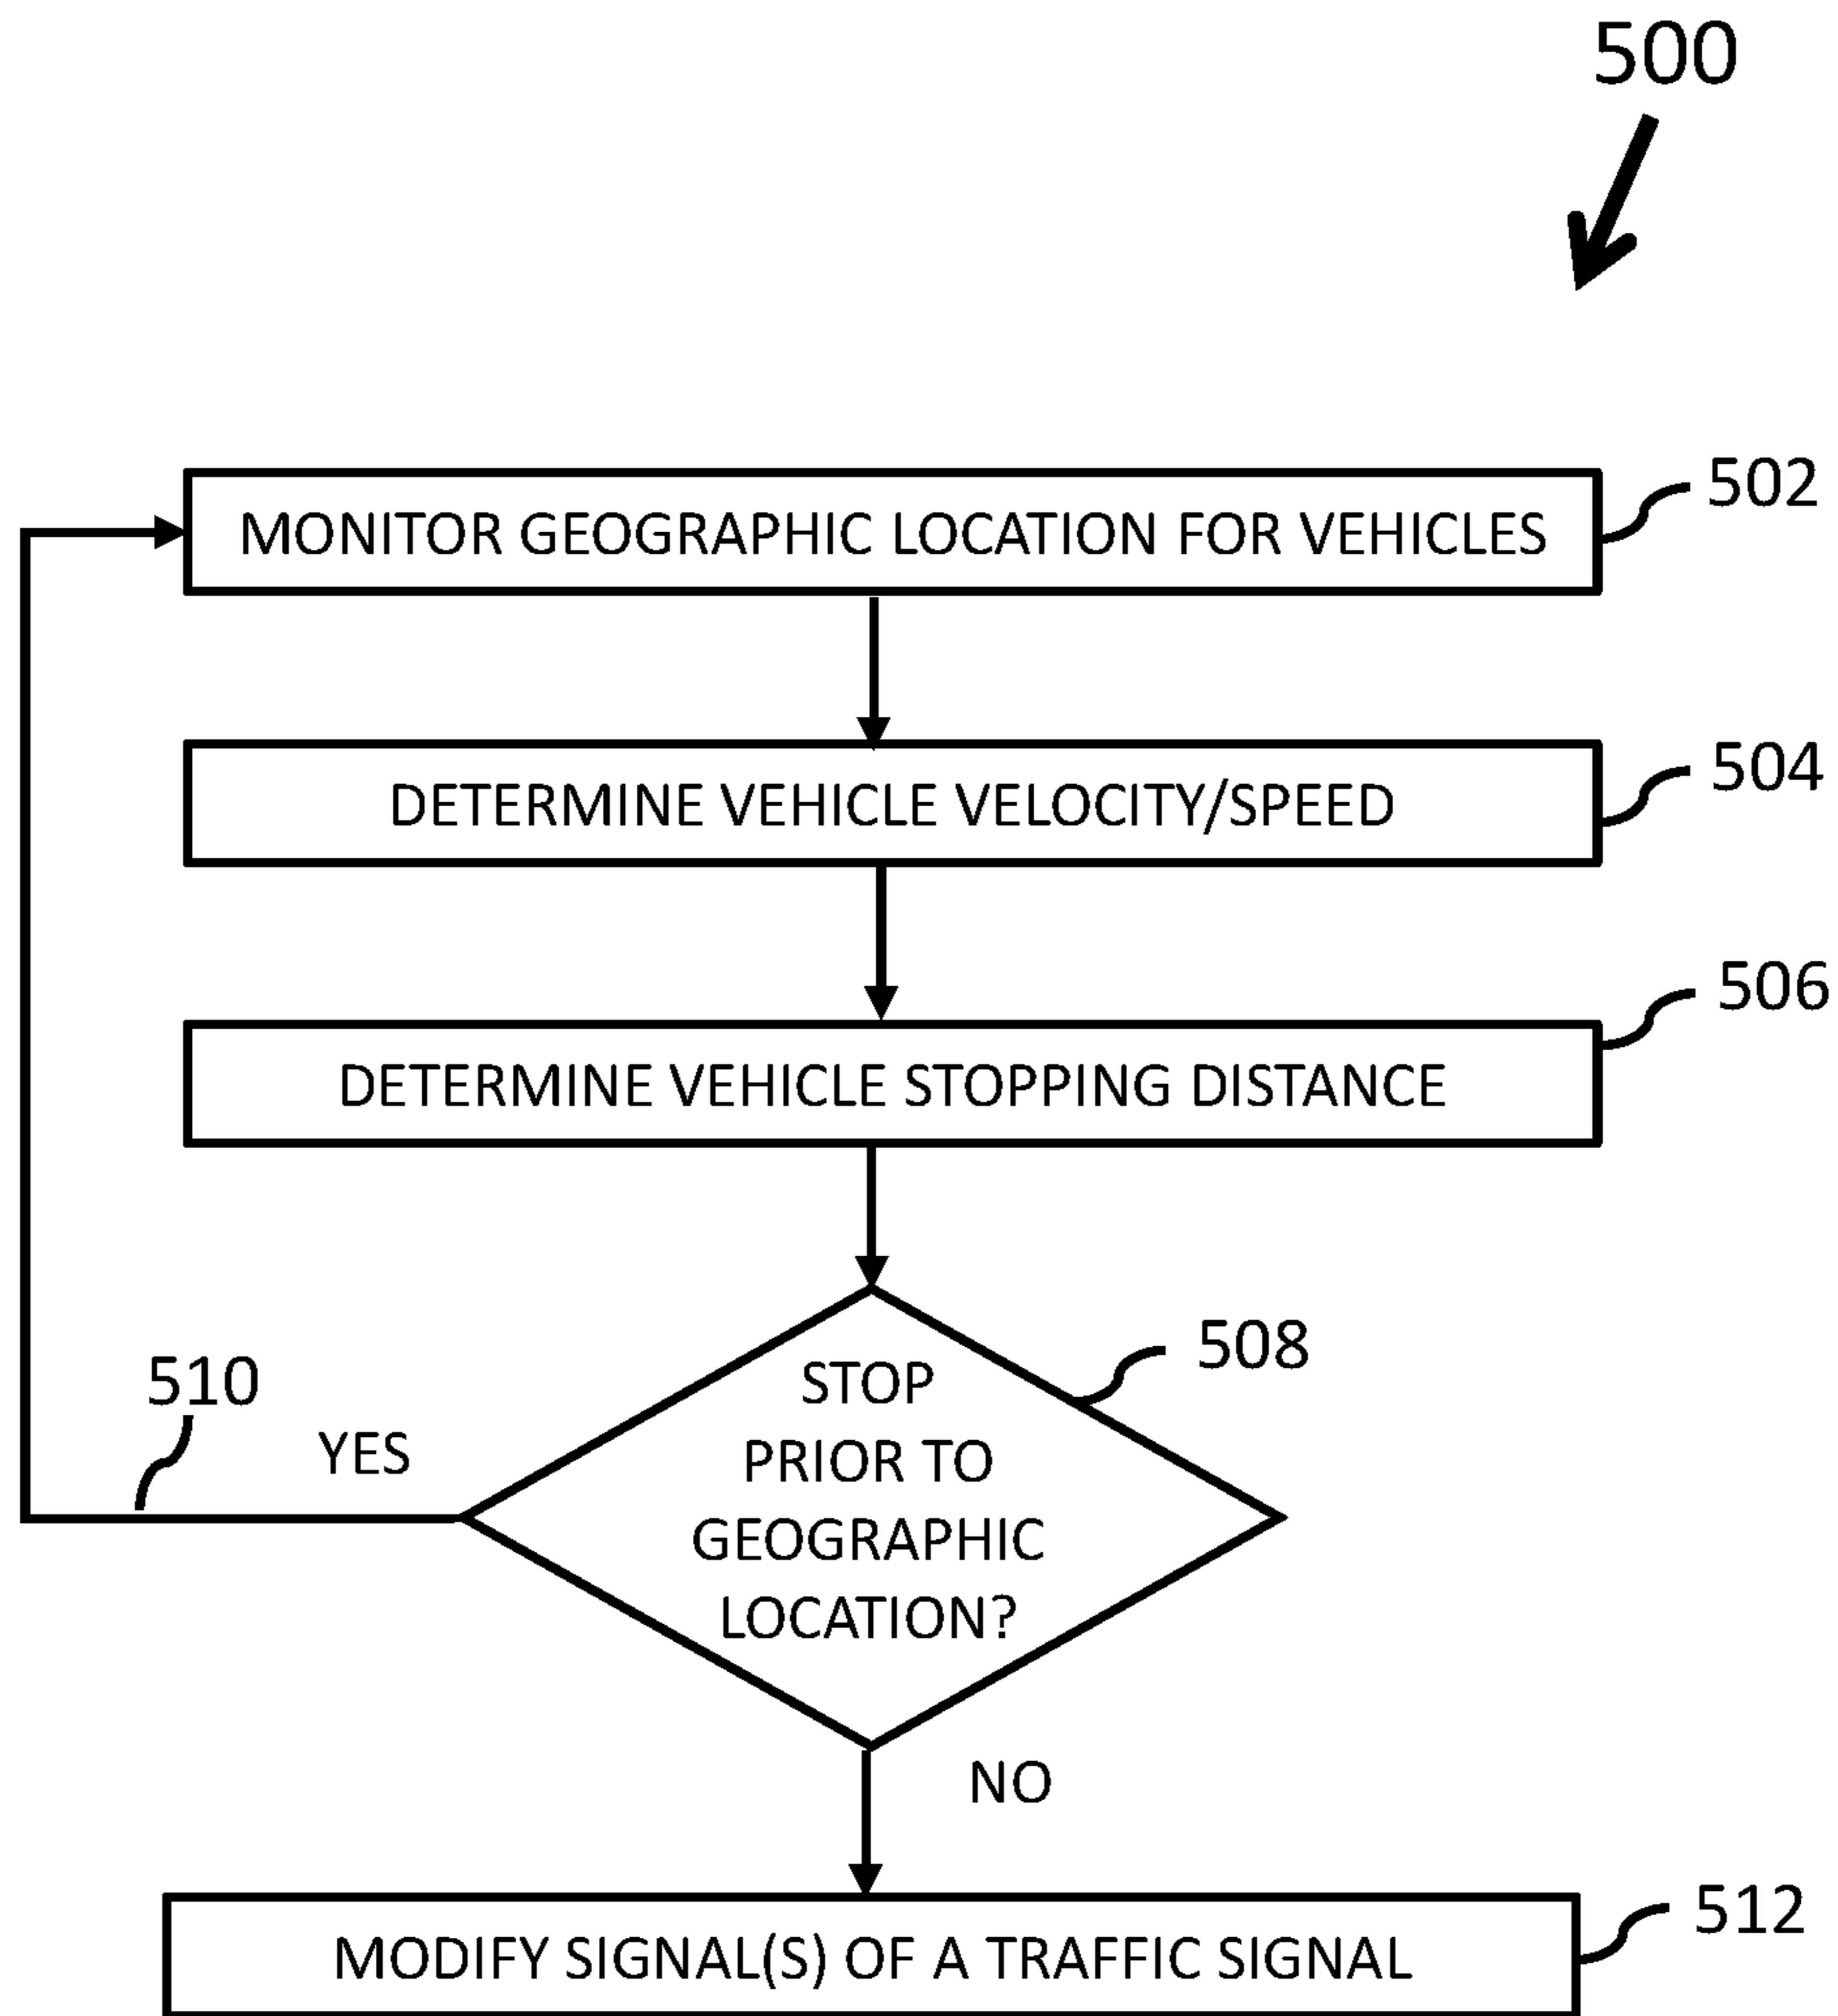 500
MONITOR GEOGRAPHIC LOCATION FOR VEHICLES
502
DETERMINE VEHICLE VELOCITY/SPEED
504
DETERMINE VEHICLE STOPPING DISTANCE
506
STOP
PRIOR TO
GEOGRAPHIC
LOCATION?
508
510
YES
NO
MODIFY SIGNAL(S) OF A TRAFFIC SIGNAL
512